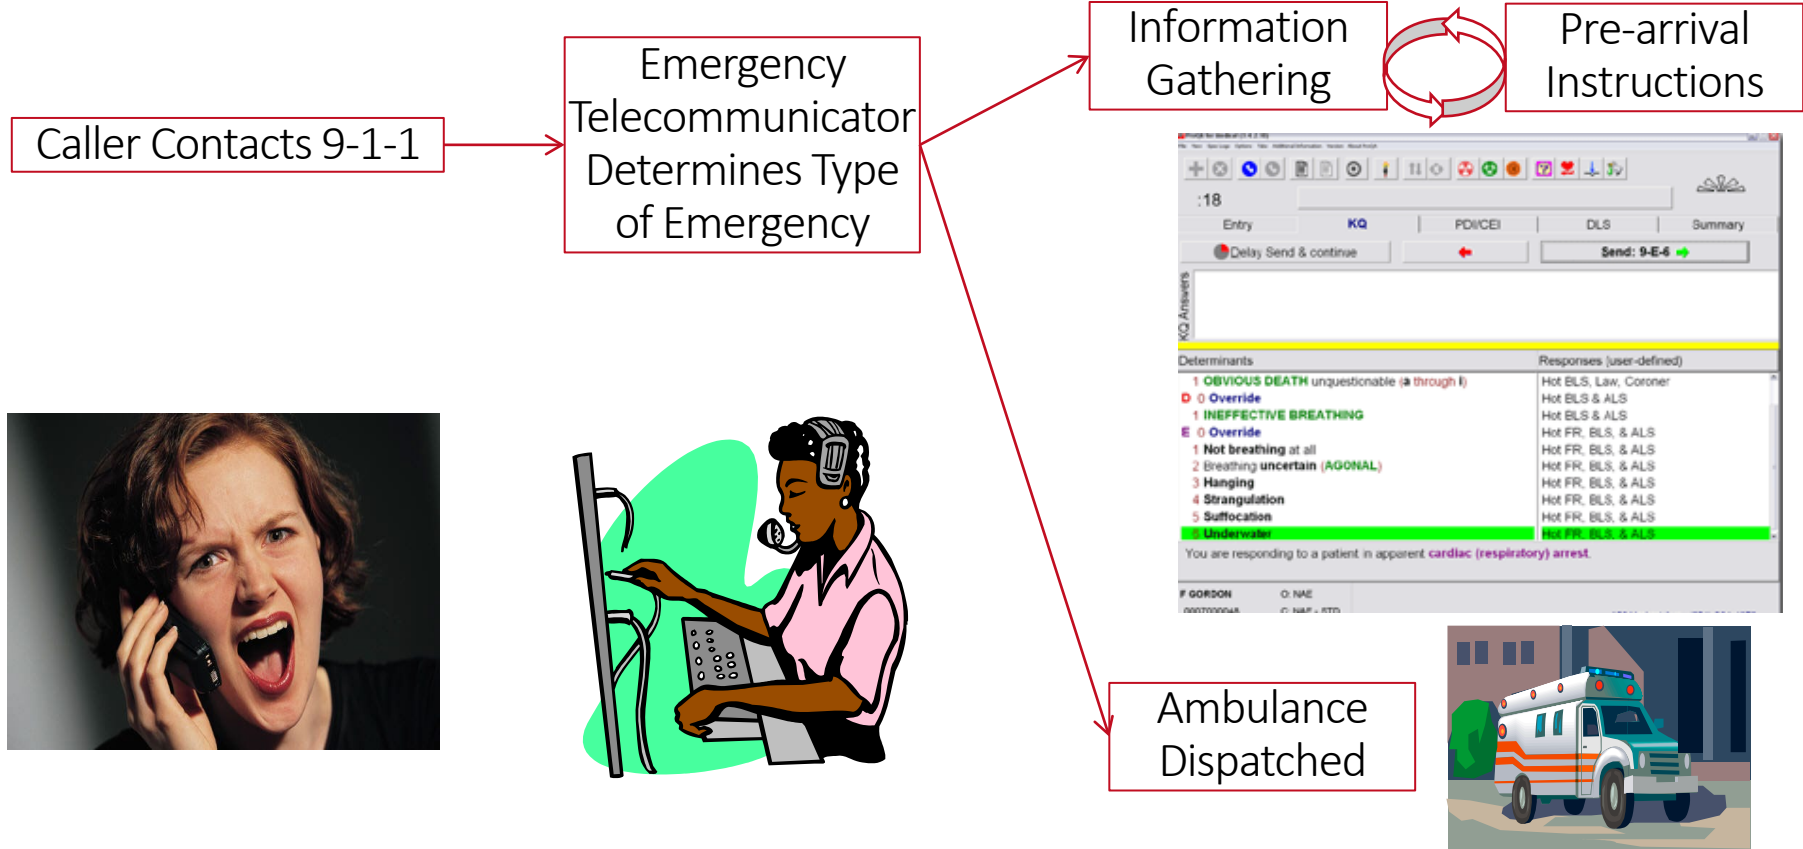 Caller Contacts 9-1-1
Emergency
Telecommunicator
Determines Type
of Emergency
Information
Gathering
Pre-arrival
Instructions
:18
Entry
KQ
PDI/CEI
DLS
Summary
Delay Send & continue
Send: 9-E-6
KQ Answers
Determinants
Responses (user-defined)
1 OBVIOUS DEATH unquestionable (a through i)
Hot BLS, Law, Coroner
D 0 Override
Hot BLS & ALS
1 INEFFECTIVE BREATHING
Hot BLS & ALS
E 0 Override
Hot FR, BLS, & ALS
1 Not breathing at all
Hot FR, BLS, & ALS
2 Breathing uncertain (AGONAL)
Hot FR, BLS, & ALS
3 Hanging
Hot FR, BLS, & ALS
4 Strangulation
Hot FR, BLS, & ALS
5 Suffocation
Hot FR, BLS, & ALS
6 Underwater
Hot FR, BLS, & ALS
You are responding to a patient in apparent cardiac (respiratory) arrest.
F GORDON
O: NAE
Ambulance
Dispatched